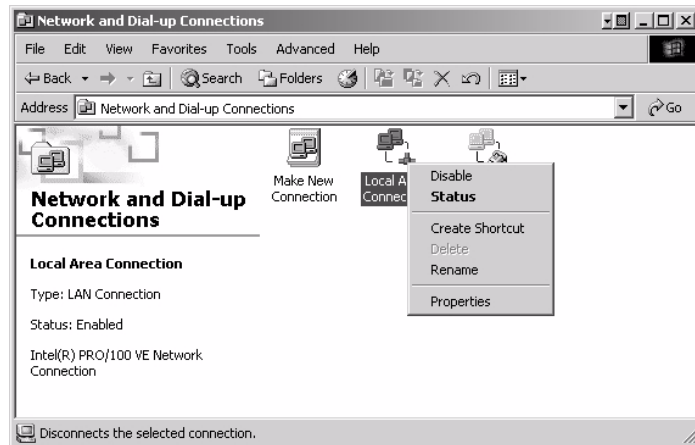 Network and Dial-up Connections
File Edit View Favorites Tools Advanced Help
Back Search Folders
Address Network and Dial-up Connections Go
Make New
Connection
Local A
Connec
Network and Dial-up
Connections
Local Area Connection
Type: LAN Connection
Status: Enabled
Intel(R) PRO/100 VE Network
Connection
Disable
Status
Create Shortcut
Delete
Rename
Properties
Disconnects the selected connection.